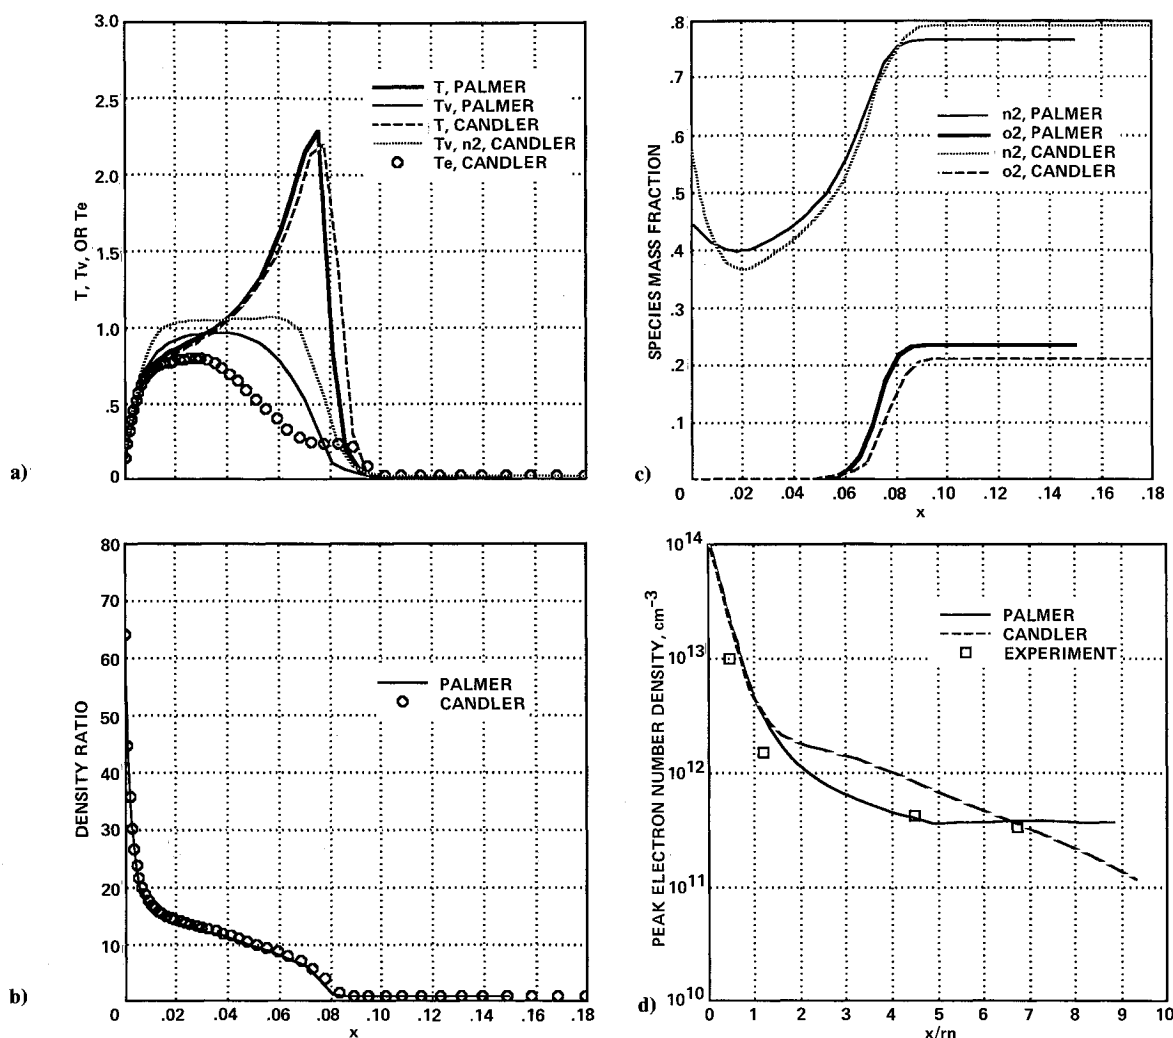 3.0
2.5
2.0
1.5
1.0
.5
0
T, Tv, OR Te
T, PALMER
Tv, PALMER
T, CANDLER
Tv, n2, CANDLER
Te, CANDLER
a)
.8
.7
.6
.5
.4
.3
.2
.1
0
SPECIES MASS FRACTION
n2, PALMER
o2, PALMER
n2, CANDLER
o2, CANDLER
.02 .04 .06 .08 .10 .12 .14 .16 .18
x
c)
80
70
60
50
40
30
20
10
DENSITY RATIO
PALMER
CANDLER
0 .02 .04 .06 .08 .10 .12 .14 .16 .18
x
b)
10^14
10^13
10^12
10^11
10^10
PEAK ELECTRON NUMBER DENSITY, cm^-3
PALMER
CANDLER
EXPERIMENT
0 1 2 3 4 5 6 7 8 9 10
x/rn
d)